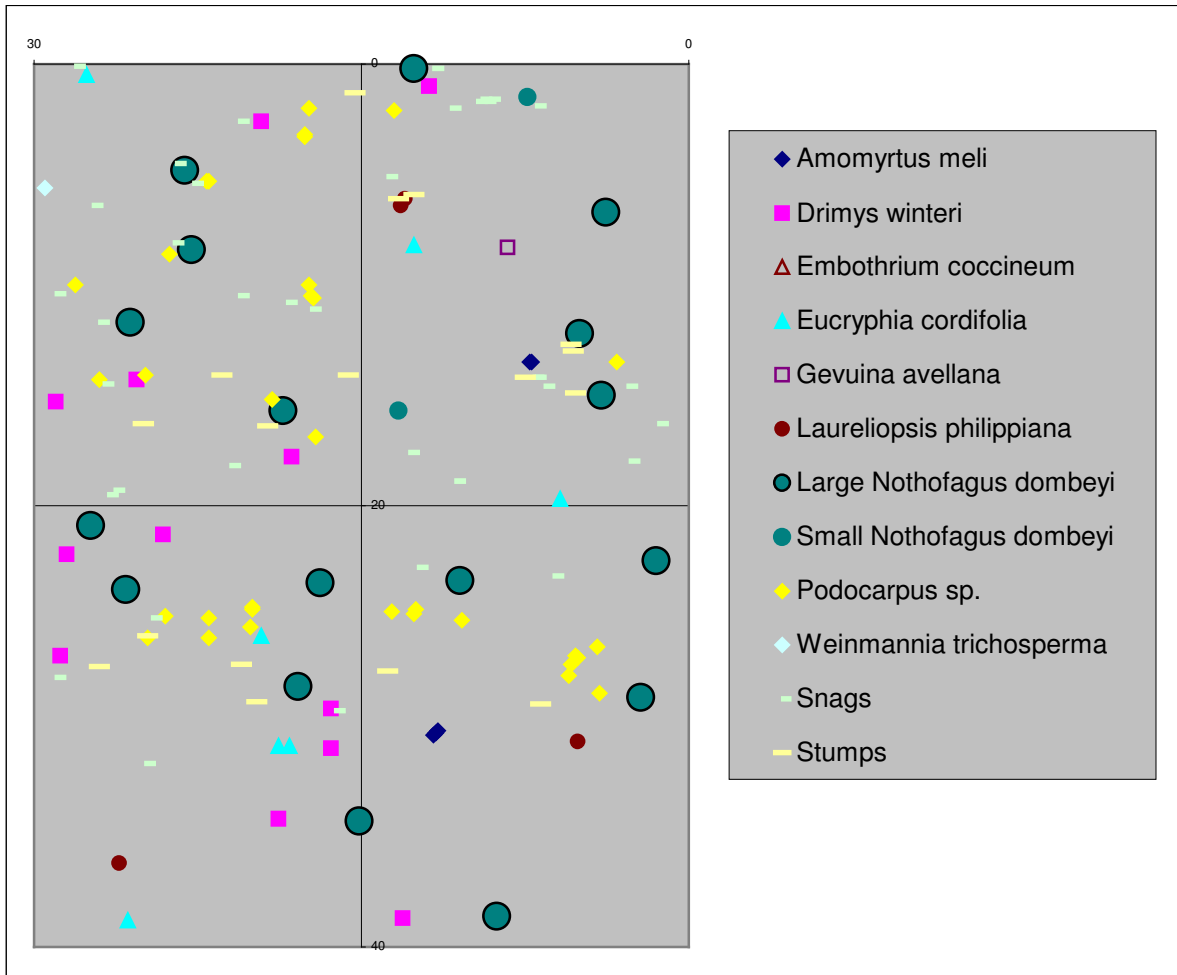 30 0
0
20
40
Amomyrtus meli
Drimys winteri
Embothrium coccineum
Eucryphia cordifolia
Gevuina avellana
Laureliopsis philippiana
Large Nothofagus dombeyi
Small Nothofagus dombeyi
Podocarpus sp.
Weinmannia trichosperma
Snags
Stumps